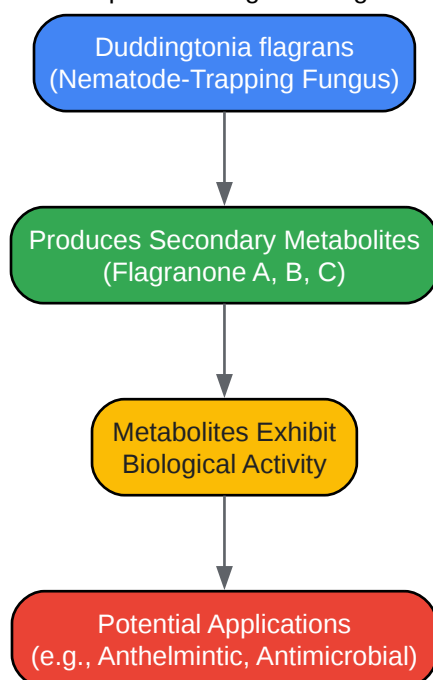 Duddingtonia flagrans
(Nematode-Trapping Fungus)
Produces Secondary Metabolites
(Flagranone A, B, C)
Metabolites Exhibit
Biological Activity
Potential Applications
(e.g., Anthelmintic, Antimicrobial)